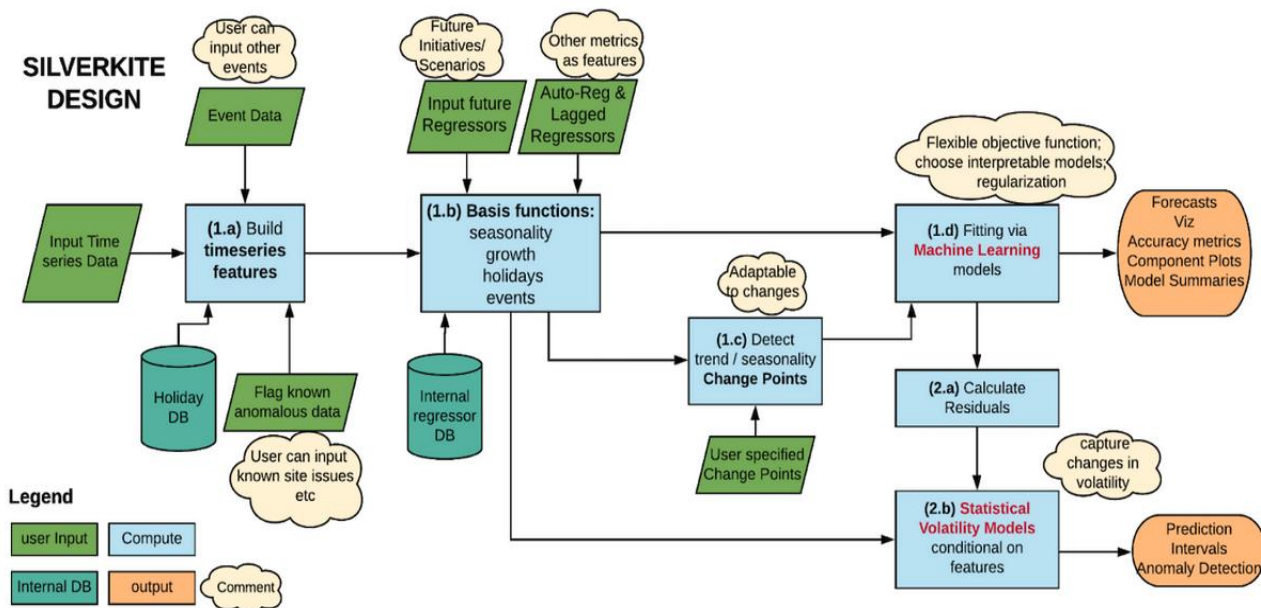 SILVERKITE
DESIGN
User can
input other
events
Event Data
Future
Initiatives/
Scenarios
Input future
Regressors
Other metrics
as features
Auto-Reg &
Lagged
Regressors
Input Time
series Data
(1.a) Build
timeseries
features
(1.b) Basis functions:
seasonality
growth
holidays
events
Flexible objective function;
choose interpretable models;
regularization
(1.d) Fitting via
Machine Learning
models
Forecasts
Viz
Accuracy metrics
Component Plots
Model Summaries
Adaptable
to changes
(1.c) Detect
trend / seasonality
Change Points
Holiday
DB
Flag known
anomalous data
User can input
known site issues
etc
Internal
regressor
DB
User specified
Change Points
(2.a) Calculate
Residuals
capture
changes in
volatility
(2.b) Statistical
Volatility Models
conditional on
features
Prediction
Intervals
Anomaly Detection
Legend
user Input
Compute
Internal DB
output
Comment